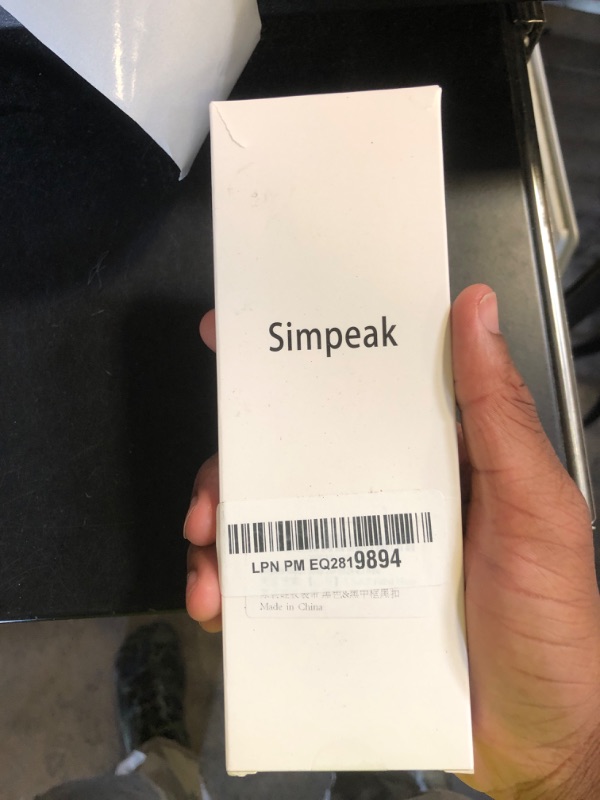 Simpeak
LPN PM EQ2819894
Made in China